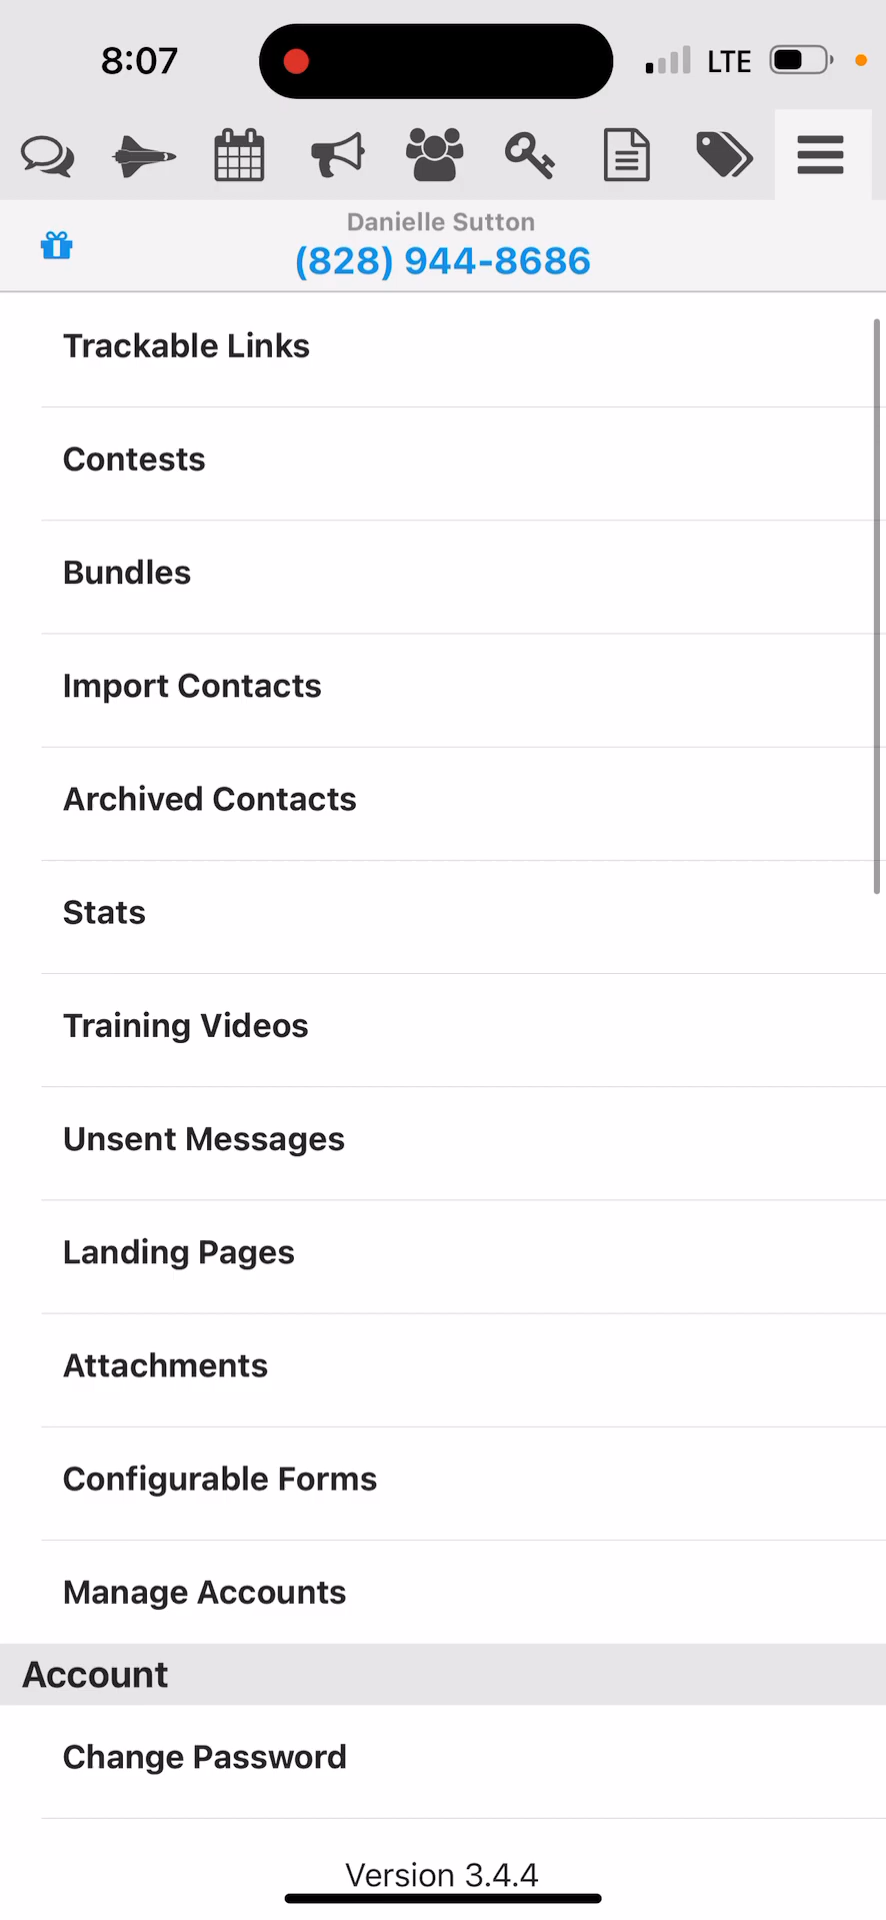 8:07
LTE
Danielle Sutton
(828) 944-8686
Trackable Links
Contests
Bundles
Import Contacts
Archived Contacts
Stats
Training Videos
Unsent Messages
Landing Pages
Attachments
Configurable Forms
Manage Accounts
Account
Change Password
Version 3.4.4